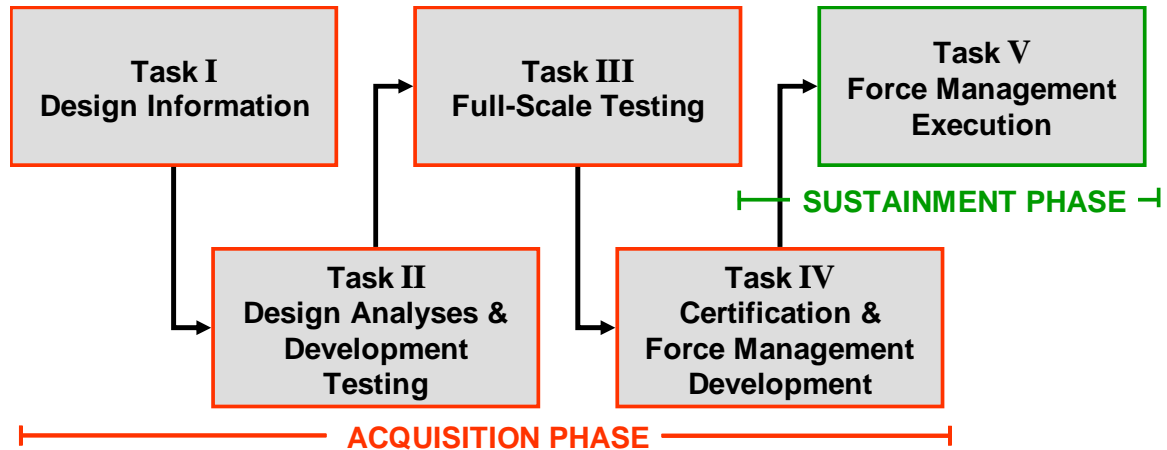 Task I
Design Information
Task III
Full-Scale Testing
Task V
Force Management
Execution
SUSTAINMENT PHASE
Task II
Design Analyses &
Development
Testing
Task IV
Certification &
Force Management
Development
ACQUISITION PHASE